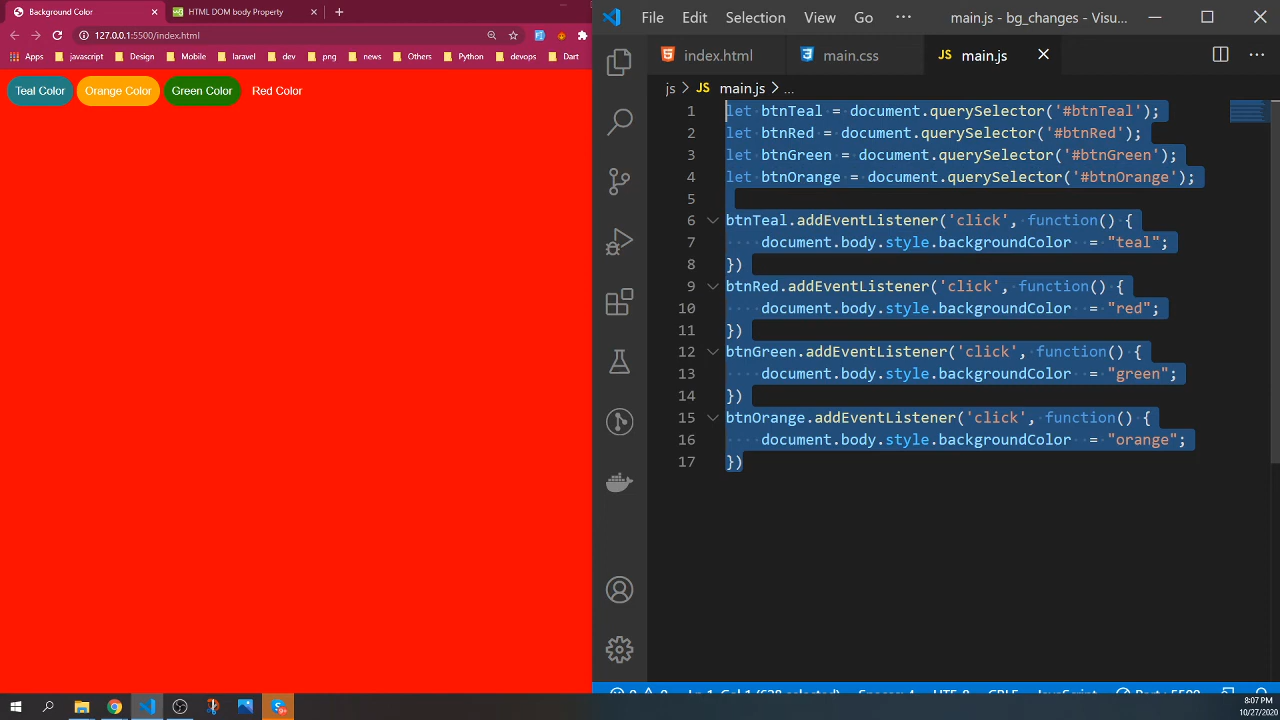 Background Color
HTML DOM body Property
127.0.0.1:5500/index.html
Apps javascript Design Mobile laravel dev png news Others Python devops Dart
Teal Color Orange Color Green Color Red Color
File Edit Selection View Go ··· main.js - bg_changes - Visu...
index.html main.css JS main.js
js > JS main.js > ...
1 let btnTeal = document.querySelector('#btnTeal');
2 let btnRed = document.querySelector('#btnRed');
3 let btnGreen = document.querySelector('#btnGreen');
4 let btnOrange = document.querySelector('#btnOrange');
5
6 btnTeal.addEventListener('click', function() {
7 document.body.style.backgroundColor  = "teal";
8 })
9 btnRed.addEventListener('click', function() {
10 document.body.style.backgroundColor  = "red";
11 })
12 btnGreen.addEventListener('click', function() {
13 document.body.style.backgroundColor  = "green";
14 })
15 btnOrange.addEventListener('click', function() {
16 document.body.style.backgroundColor  = "orange";
17 })
8:07 PM
10/27/2020